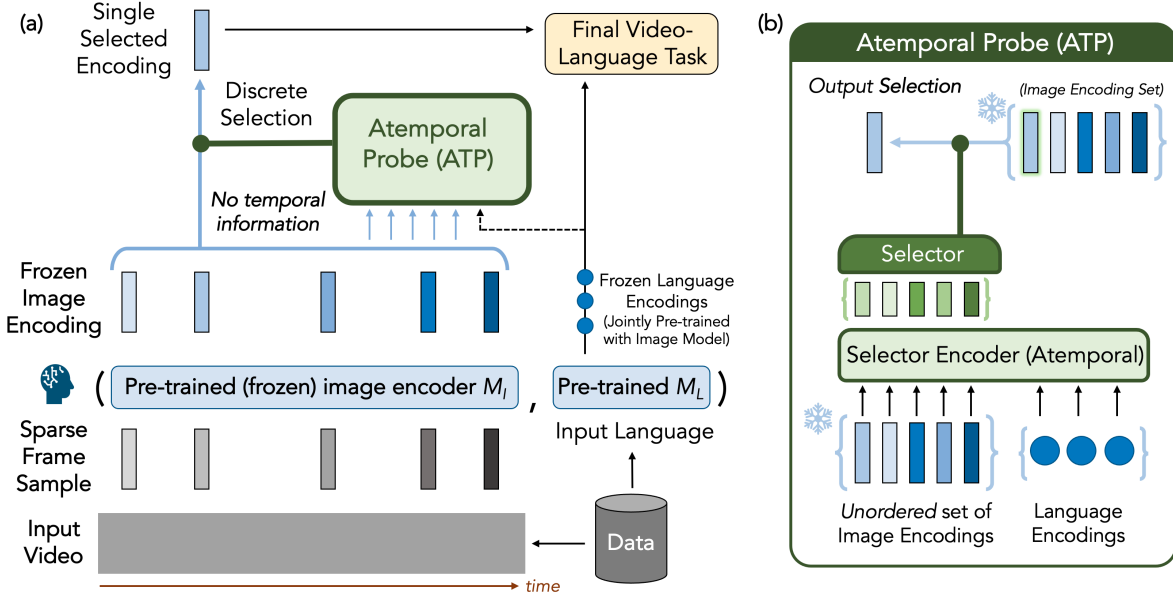 (a)
Single
Selected
Encoding
Final Video-
Language Task
Discrete
Selection
Atemporal
Probe (ATP)
No temporal
information
Frozen
Image
Encoding
Frozen Language
Encodings
(Jointly Pre-trained
with Image Model)
( Pre-trained (frozen) image encoder M_I , Pre-trained M_L )
Sparse
Frame
Sample
Input Language
Input
Video
Data
time
(b)
Atemporal Probe (ATP)
Output Selection
(Image Encoding Set)
Selector
Selector Encoder (Atemporal)
Unordered set of
Image Encodings
Language
Encodings